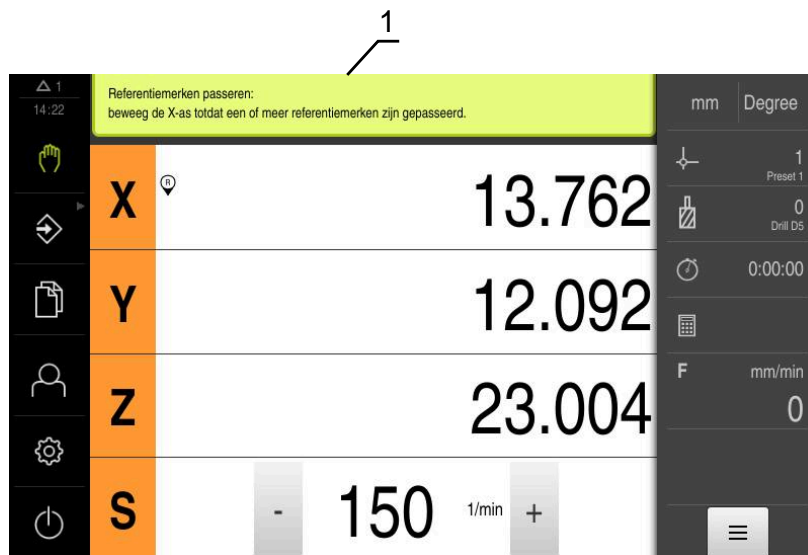 1
1
14:22
Referentiemerken passeren:
beweeg de X-as totdat een of meer referentiemerken zijn gepasseerd.
mm Degree
X R 13.762
1
Preset 1
0
Drill D5
Y 12.092
0:00:00
Z 23.004
F mm/min
0
S - 150 1/min +